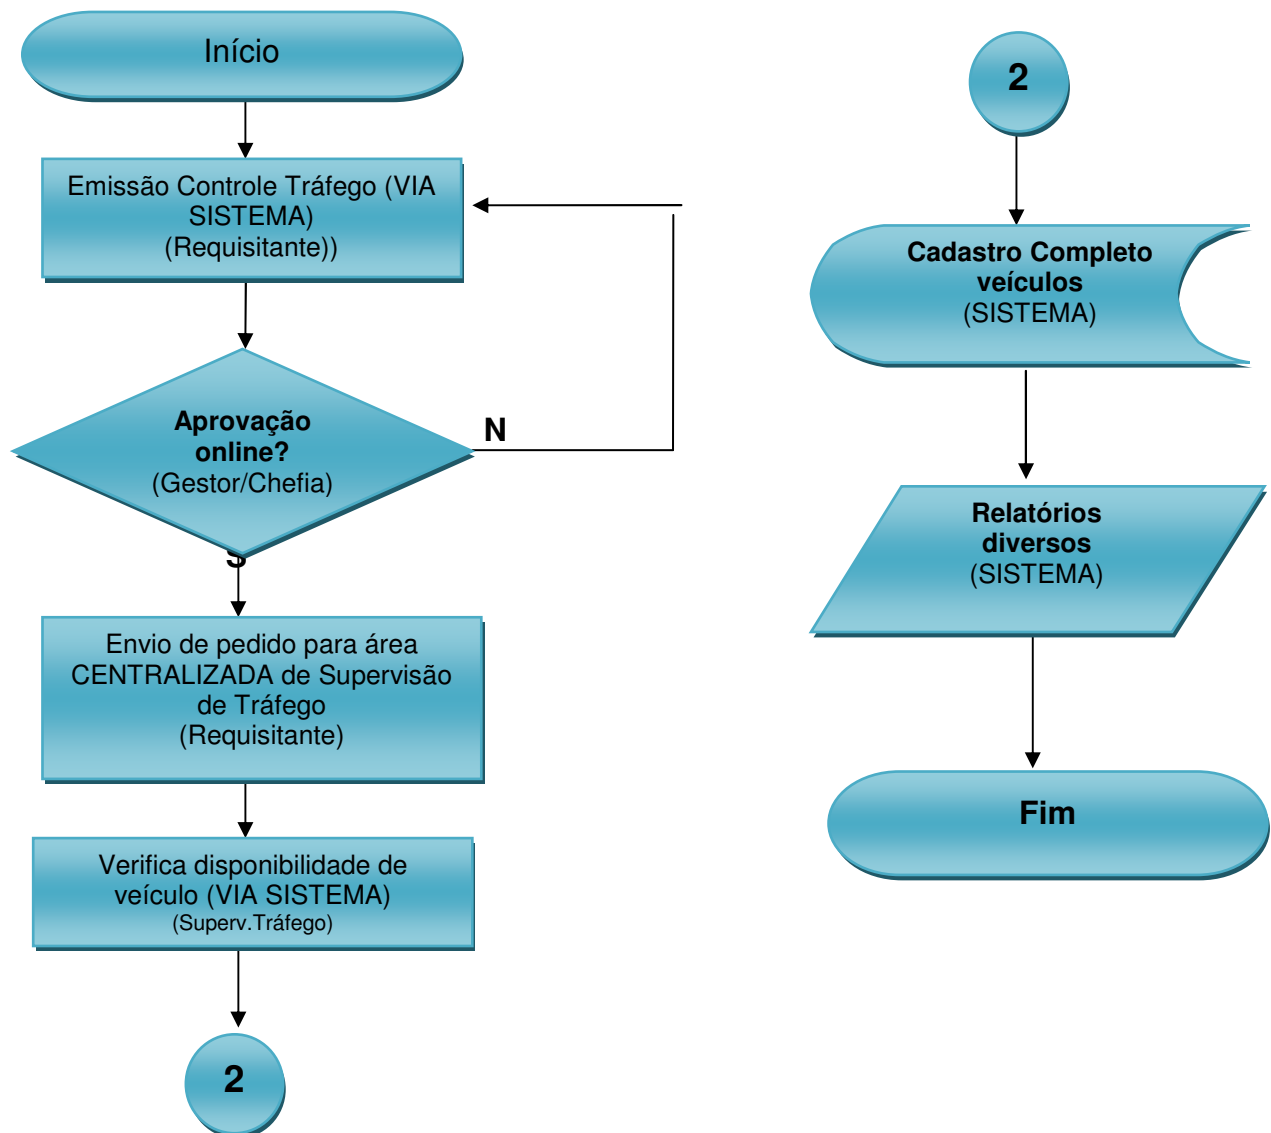 Início
Emissão Controle Tráfego (VIA
SISTEMA)
(Requisitante))
Aprovação
online?
(Gestor/Chefia)
N
S
Envio de pedido para área
CENTRALIZADA de Supervisão
de Tráfego
(Requisitante)
Verifica disponibilidade de
veículo (VIA SISTEMA)
(Superv.Tráfego)
2
2
Cadastro Completo
veículos
(SISTEMA)
Relatórios
diversos
(SISTEMA)
Fim